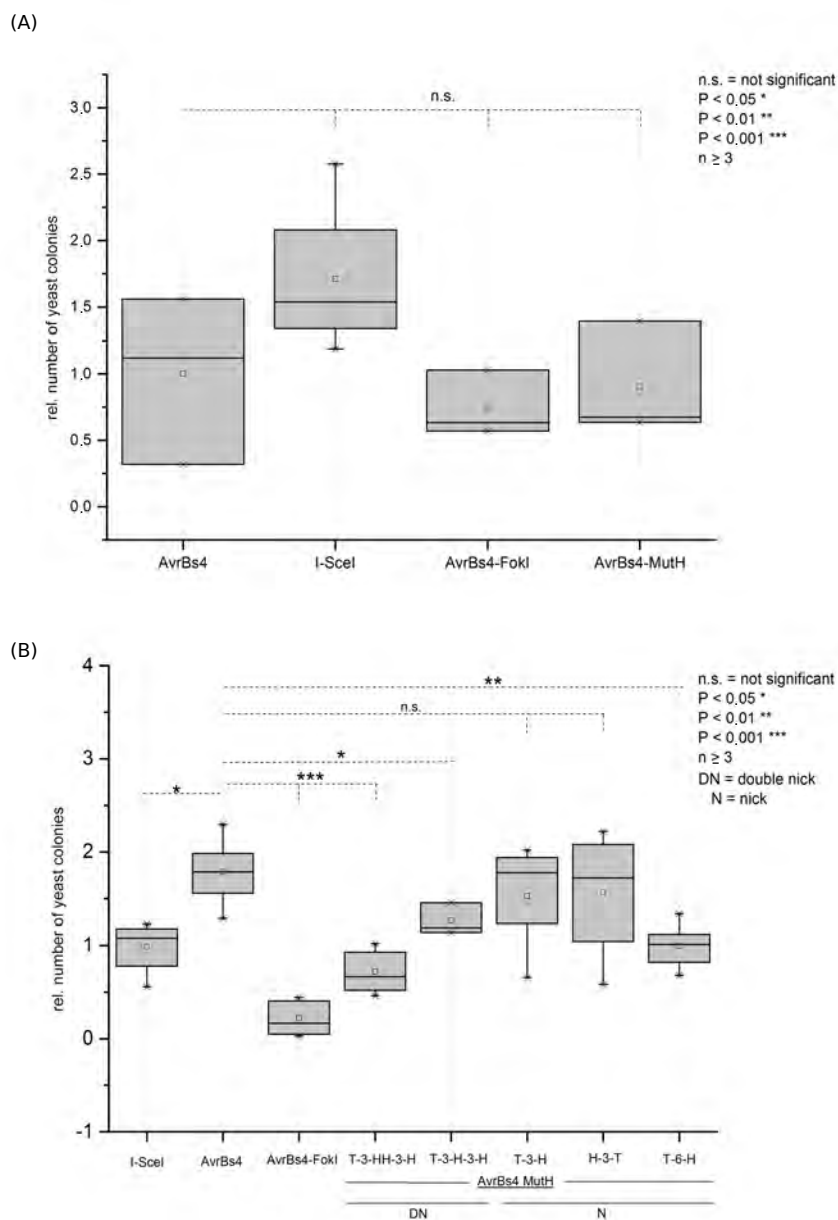 (A)
n.s. = not significant
P < 0.05 *
P < 0.01 **
P < 0.001 ***
n ≥ 3
n.s.
3.0
2.5
2.0
1.5
1.0
0.5
0.0
rel. number of yeast colonies
AvrBs4 I-SceI AvrBs4-FokI AvrBs4-MutH
(B)
n.s. = not significant
P < 0.05 *
P < 0.01 **
P < 0.001 ***
n ≥ 3
DN = double nick
N = nick
**
n.s.
*
***
*
4
3
2
1
0
-1
rel. number of yeast colonies
I-SceI AvrBs4 AvrBs4-FokI T-3-HH-3-H T-3-H-3-H T-3-H H-3-T T-6-H
AvrBs4 MutH
DN N